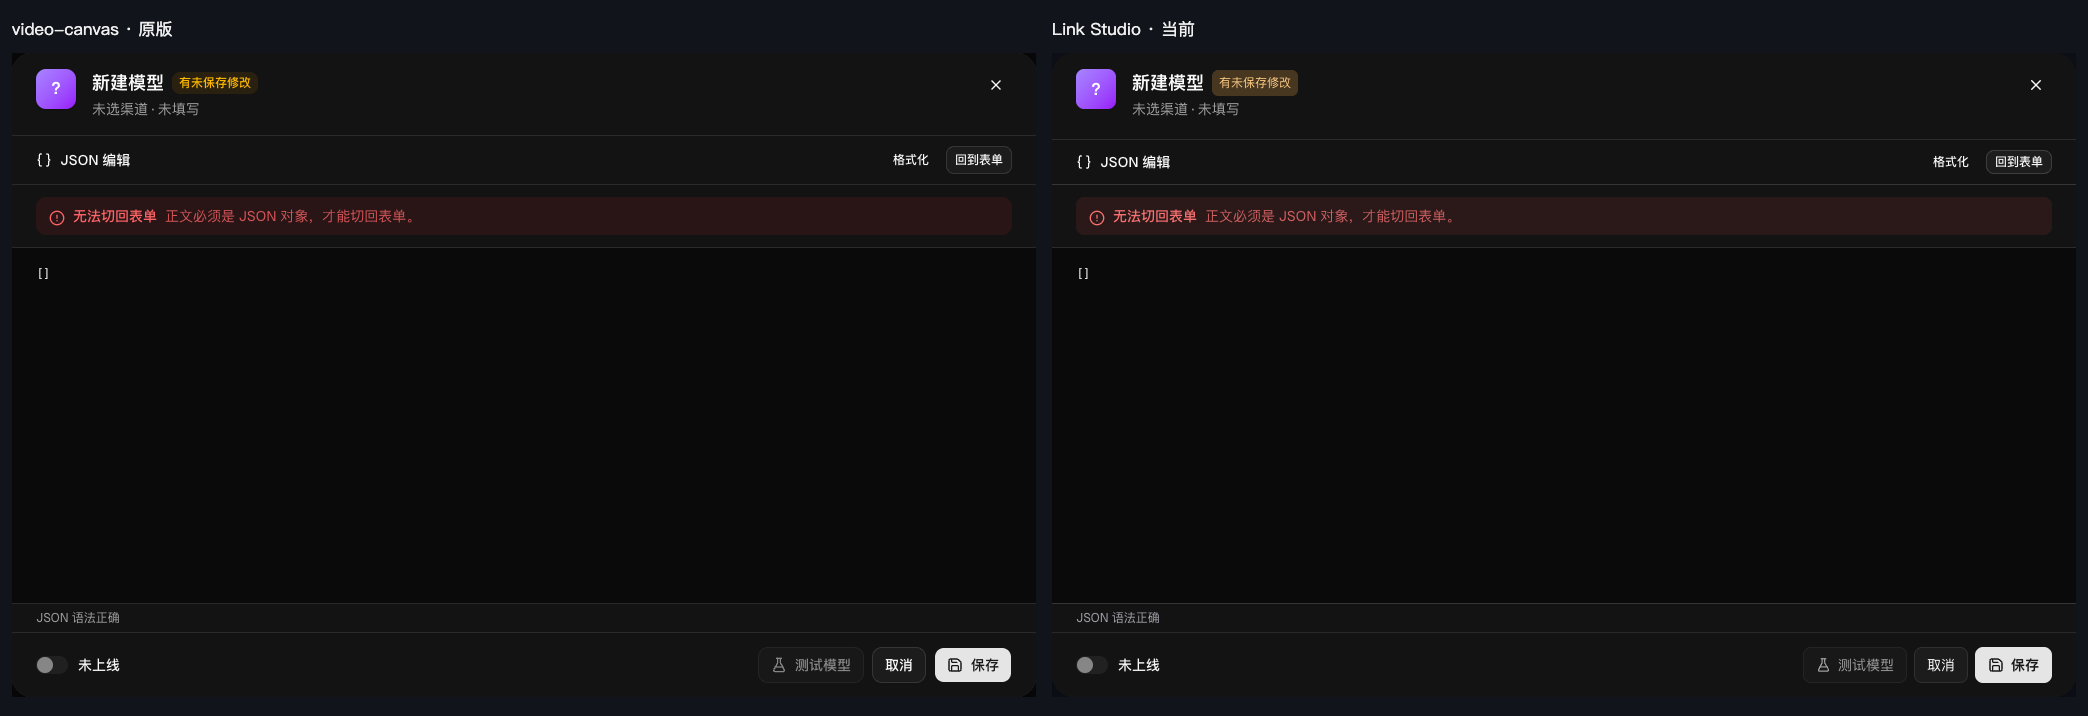 video-canvas · 原版
? 新建模型 有未保存修改
未选渠道 · 未填写
{} JSON 编辑 格式化 回到表单
无法切回表单 正文必须是 JSON 对象，才能切回表单。
[]
JSON 语法正确
未上线 测试模型 取消 保存
Link Studio · 当前
? 新建模型 有未保存修改
未选渠道 · 未填写
{} JSON 编辑 格式化 回到表单
无法切回表单 正文必须是 JSON 对象，才能切回表单。
[]
JSON 语法正确
未上线 测试模型 取消 保存